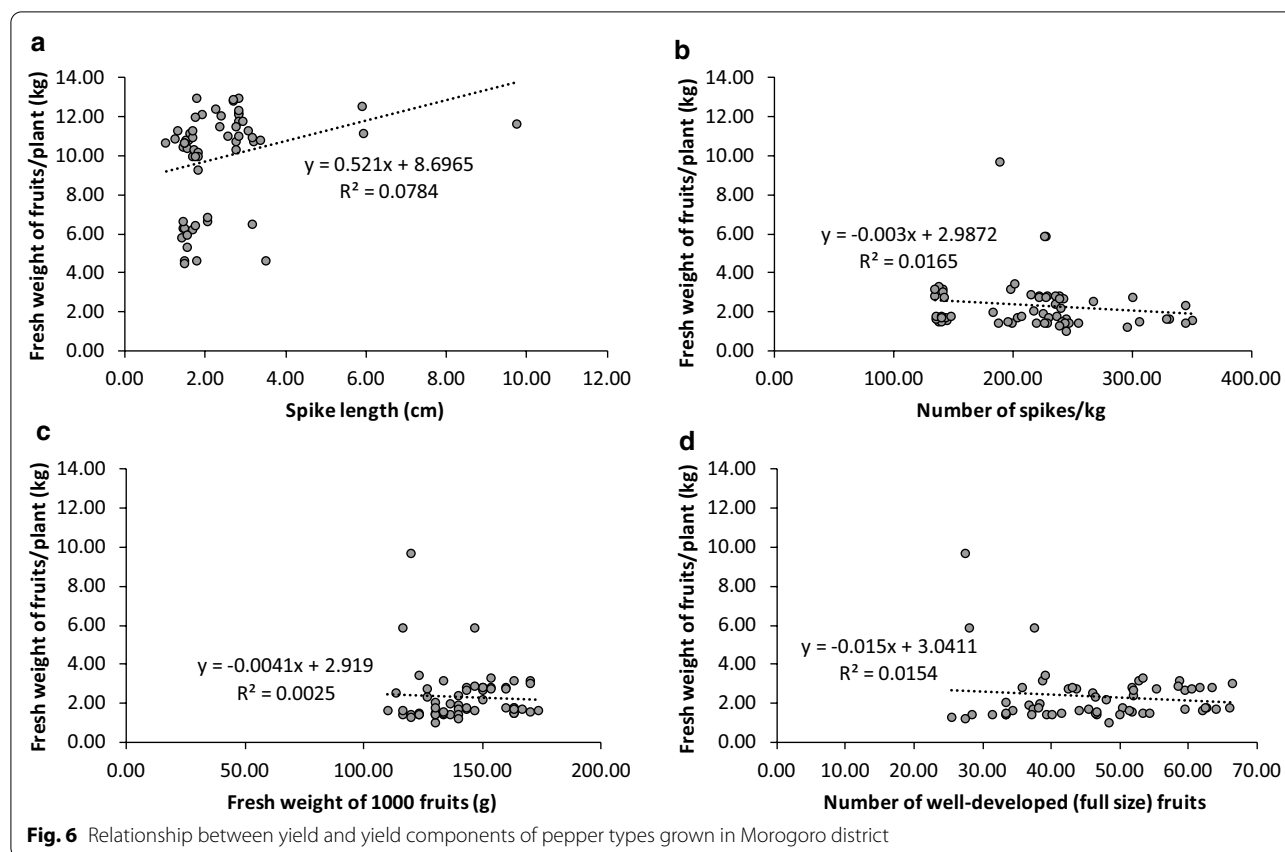 a
Fresh weight of fruits/plant (kg)
14.00
12.00
10.00
8.00
6.00
4.00
2.00
0.00
y = 0.521x + 8.6965
R² = 0.0784
0.00 2.00 4.00 6.00 8.00 10.00 12.00
Spike length (cm)
b
Fresh weight of fruits/plant (kg)
14.00
12.00
10.00
8.00
6.00
4.00
2.00
0.00
y = -0.003x + 2.9872
R² = 0.0165
0.00 100.00 200.00 300.00 400.00
Number of spikes/kg
c
Fresh weight of fruits/plant (kg)
14.00
12.00
10.00
8.00
6.00
4.00
2.00
0.00
y = -0.0041x + 2.919
R² = 0.0025
0.00 50.00 100.00 150.00 200.00
Fresh weight of 1000 fruits (g)
d
Fresh weight of fruits/plant (kg)
14.00
12.00
10.00
8.00
6.00
4.00
2.00
0.00
y = -0.015x + 3.0411
R² = 0.0154
0.00 10.00 20.00 30.00 40.00 50.00 60.00 70.00
Number of well-developed (full size) fruits
Fig. 6 Relationship between yield and yield components of pepper types grown in Morogoro district